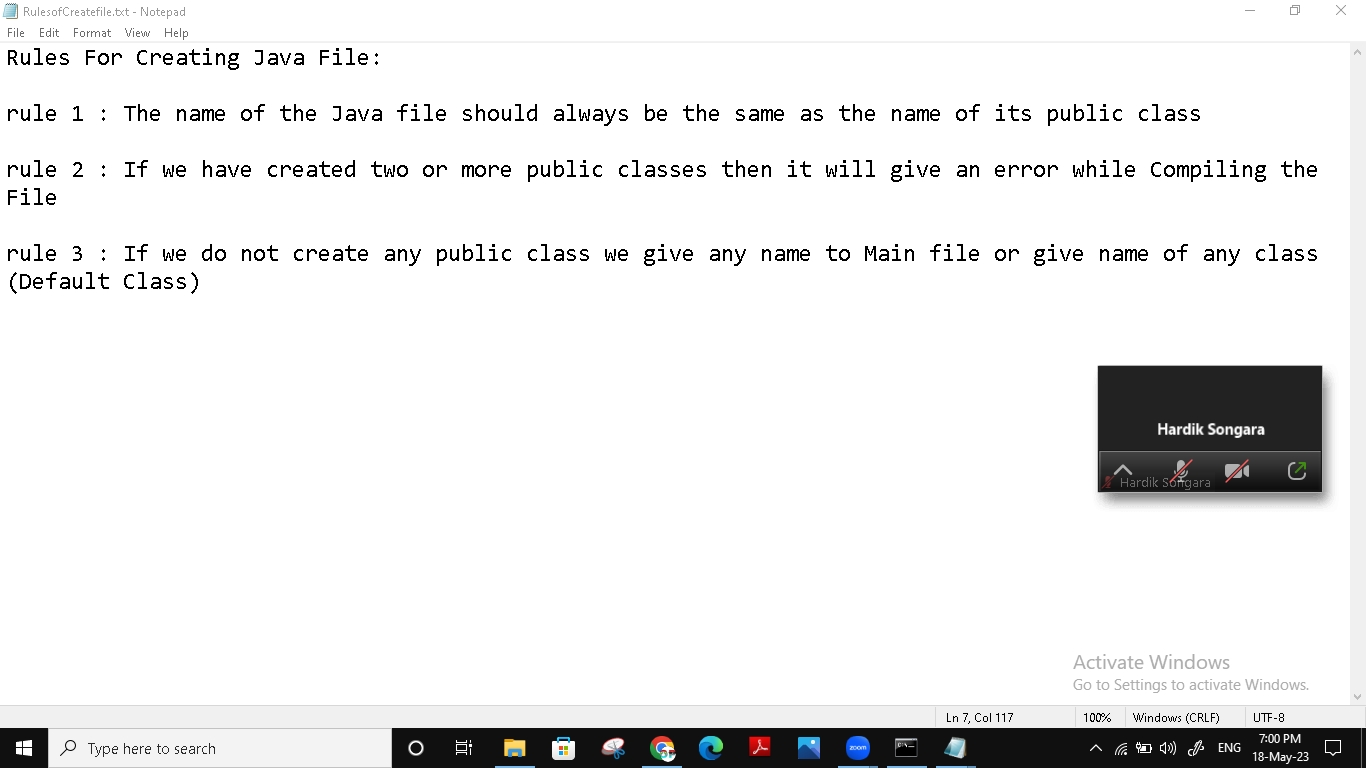 RulesofCreatefile.txt - Notepad
File Edit Format View Help
Rules For Creating Java File:
rule 1 : The name of the Java file should always be the same as the name of its public class
rule 2 : If we have created two or more public classes then it will give an error while Compiling the
File
rule 3 : If we do not create any public class we give any name to Main file or give name of any class
(Default Class)
Hardik Songara
Hardik Songara
Activate Windows
Go to Settings to activate Windows.
Ln 7, Col 117 100% Windows (CRLF) UTF-8
Type here to search
zoom
ENG
7:00 PM
18-May-23